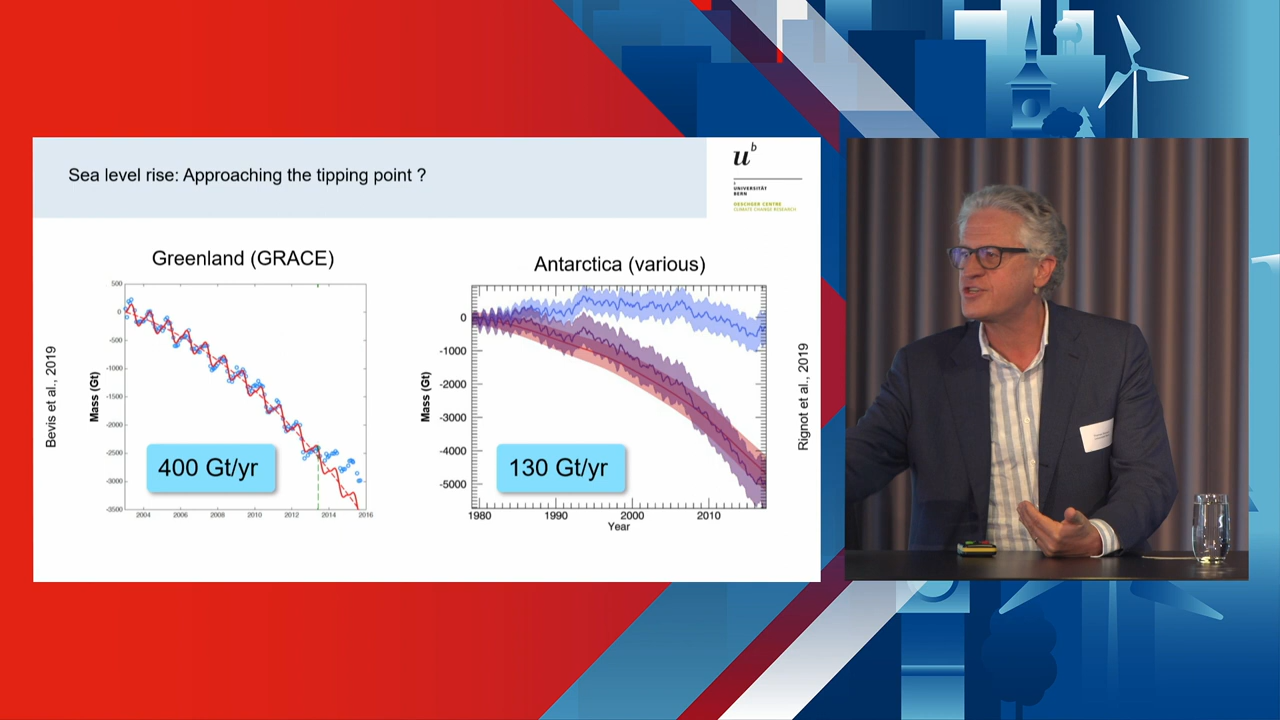 Sea level rise: Approaching the tipping point ?
u
b
b
UNIVERSITÄT
BERN
OESCHGER CENTRE
CLIMATE CHANGE RESEARCH
Greenland (GRACE)
Bevis et al., 2019
Mass (Gt)
500
0
-500
-1000
-1500
-2000
-2500
-3000
-3500
2004
2006
2008
2010
2012
2014
2016
400 Gt/yr
Antarctica (various)
Mass (Gt)
0
-1000
-2000
-3000
-4000
-5000
1980
1990
2000
2010
Year
130 Gt/yr
Rignot et al., 2019